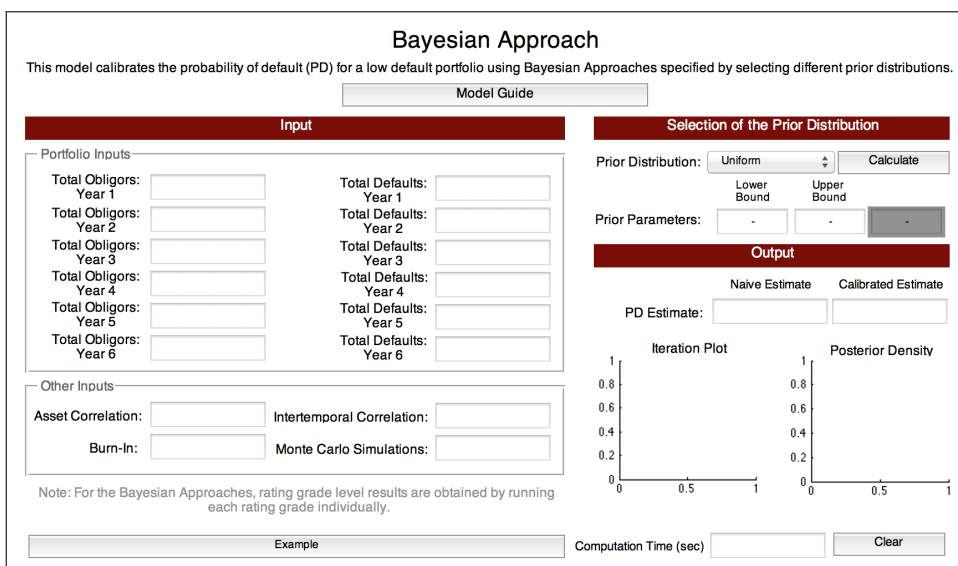 Bayesian Approach
This model calibrates the probability of default (PD) for a low default portfolio using Bayesian Approaches specified by selecting different prior distributions.
Model Guide
Input
Portfolio Inputs
Total Obligors:
Year 1
Total Defaults:
Year 1
Total Obligors:
Year 2
Total Defaults:
Year 2
Total Obligors:
Year 3
Total Defaults:
Year 3
Total Obligors:
Year 4
Total Defaults:
Year 4
Total Obligors:
Year 5
Total Defaults:
Year 5
Total Obligors:
Year 6
Total Defaults:
Year 6
Other Inputs
Asset Correlation:
Intertemporal Correlation:
Burn-In:
Monte Carlo Simulations:
Note: For the Bayesian Approaches, rating grade level results are obtained by running
each rating grade individually.
Example
Selection of the Prior Distribution
Prior Distribution:
Uniform
Calculate
Lower
Bound
Upper
Bound
Prior Parameters:
-
-
-
Output
Naive Estimate
Calibrated Estimate
PD Estimate:
Iteration Plot
1
0.8
0.6
0.4
0.2
0
0
0.5
1
Posterior Density
1
0.8
0.6
0.4
0.2
0
0
0.5
1
Computation Time (sec)
Clear